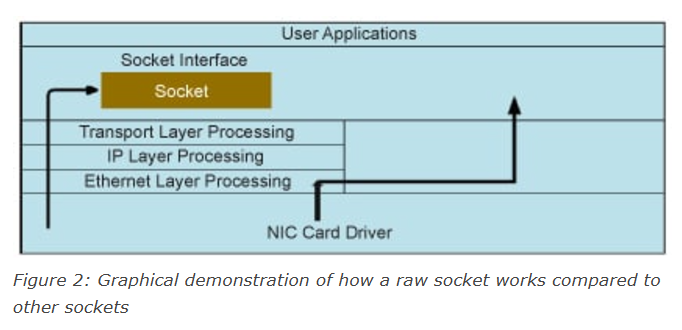 User Applications
Socket Interface
Socket
Transport Layer Processing
IP Layer Processing
Ethernet Layer Processing
NIC Card Driver
Figure 2: Graphical demonstration of how a raw socket works compared to
other sockets